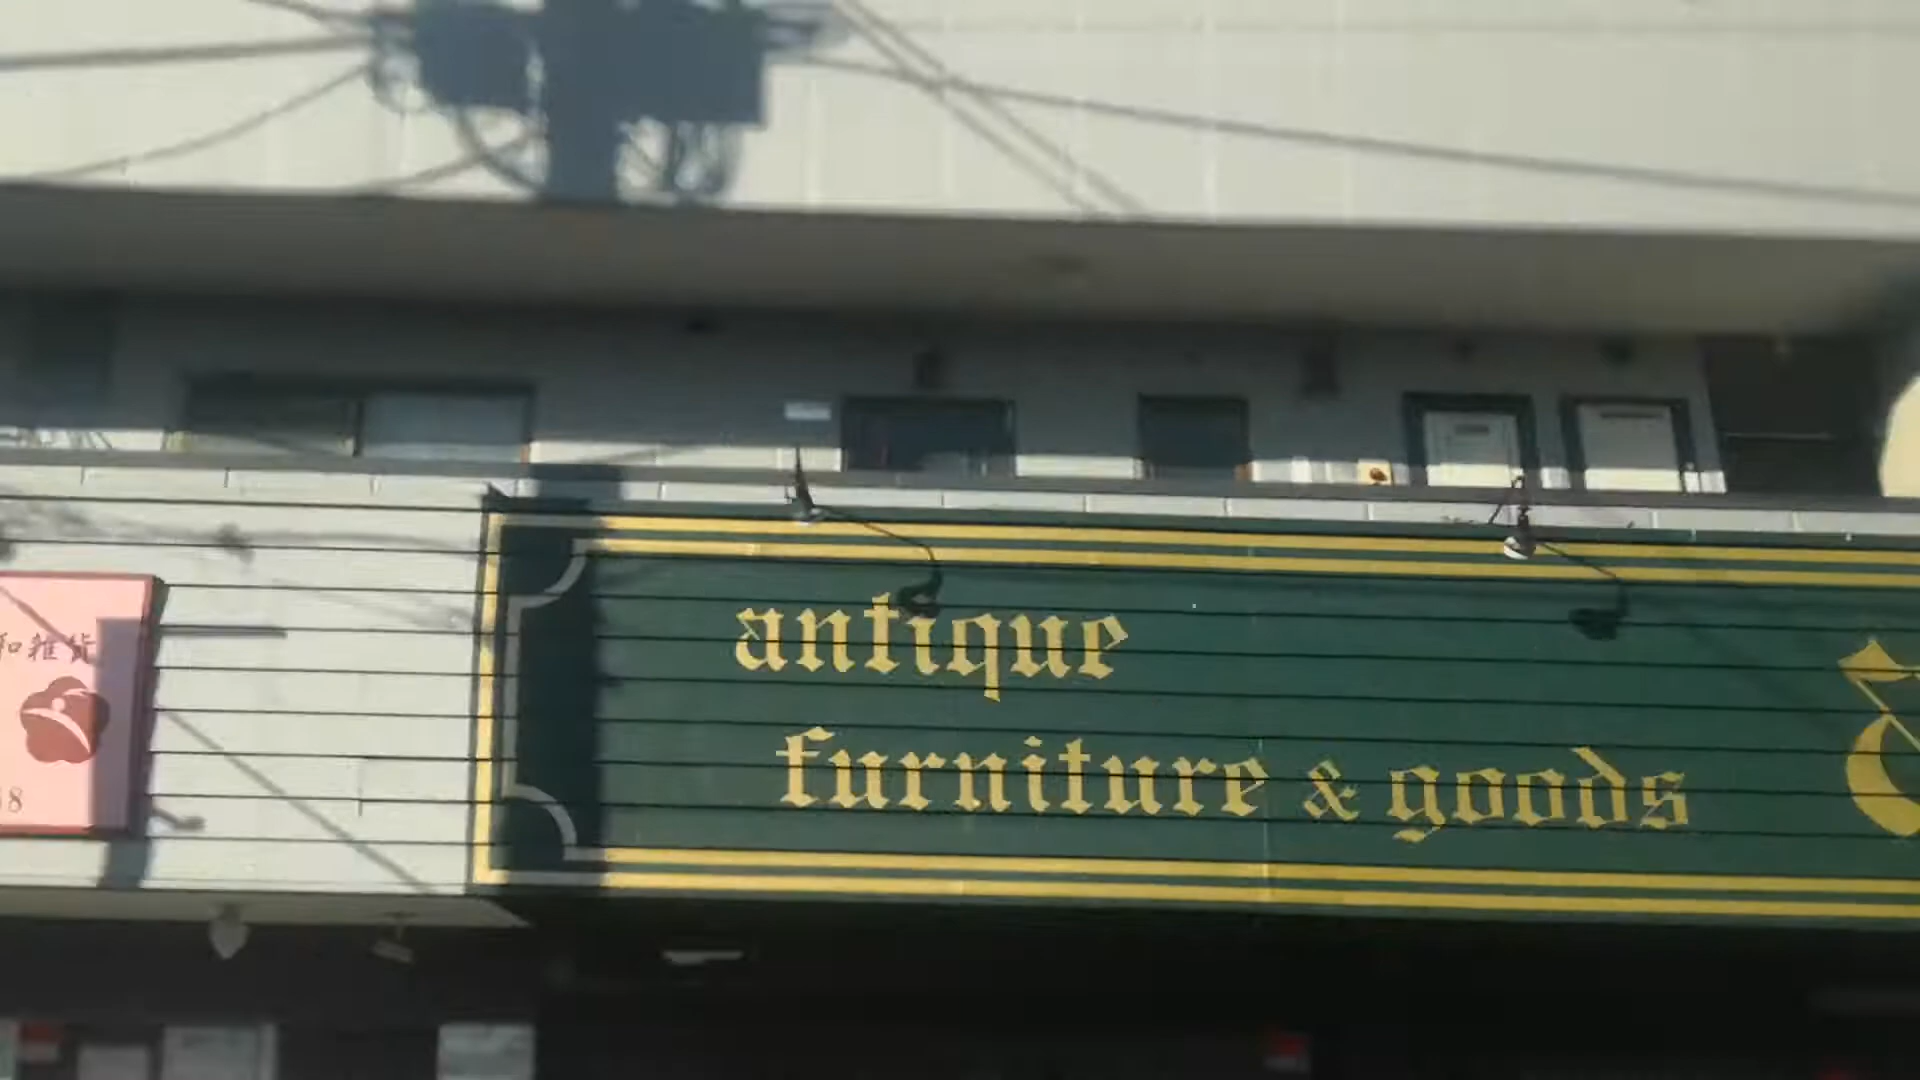 和雑貨
antique
furniture & goods